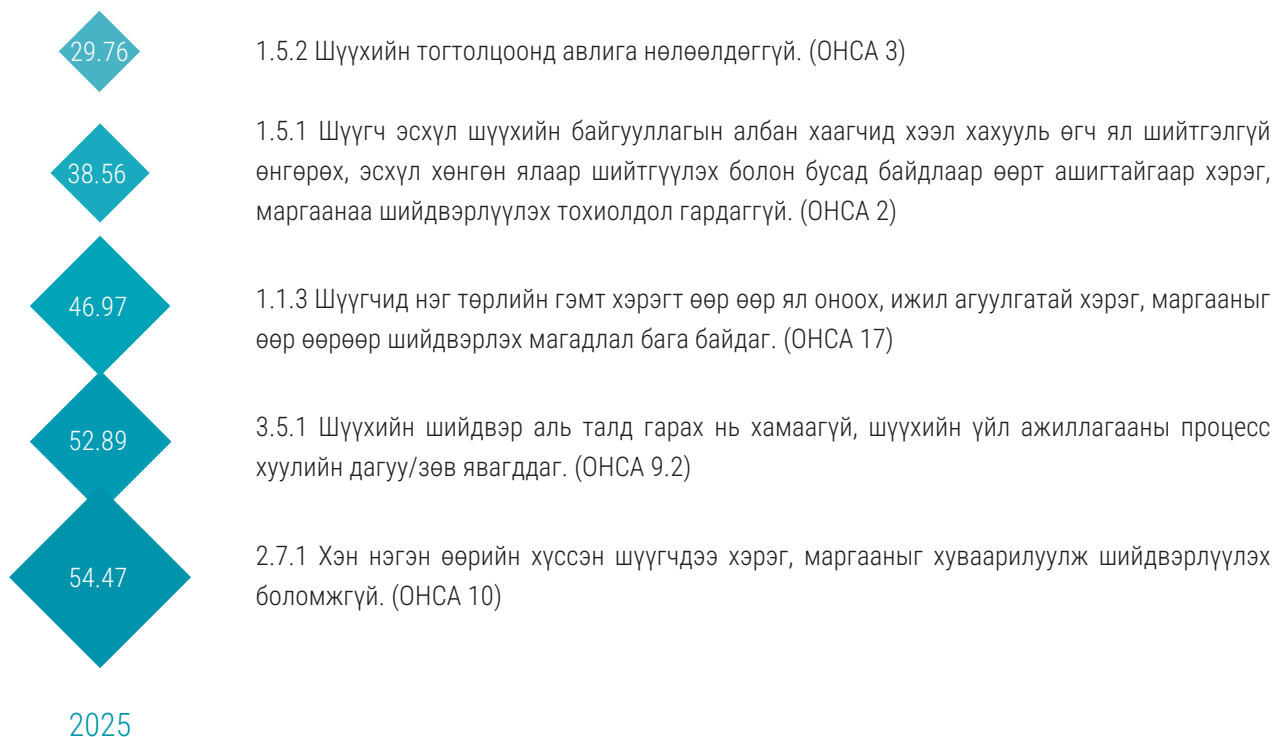 29.76
1.5.2 Шүүхийн тогтолцоонд авлига нөлөөлдөггүй. (ОНСА 3)
38.56
1.5.1 Шүүгч эсхүл шүүхийн байгууллагын албан хаагчид хээл хахууль өгч ял шийтгэлгүй
өнгөрөх, эсхүл хөнгөн ялаар шийтгүүлэх болон бусад байдлаар өөрт ашигтайгаар хэрэг,
маргаанаа шийдвэрлүүлэх тохиолдол гардаггүй. (ОНСА 2)
46.97
1.1.3 Шүүгчид нэг төрлийн гэмт хэрэгт өөр өөр ял оноох, ижил агуулгатай хэрэг, маргааныг
өөр өөрөөр шийдвэрлэх магадлал бага байдаг. (ОНСА 17)
52.89
3.5.1 Шүүхийн шийдвэр аль талд гарах нь хамаагүй, шүүхийн үйл ажиллагааны процесс
хуулийн дагуу/зөв явагддаг. (ОНСА 9.2)
54.47
2.7.1 Хэн нэгэн өөрийн хүссэн шүүгчдээ хэрэг, маргааныг хуваарилуулж шийдвэрлүүлэх
боломжгүй. (ОНСА 10)
2025